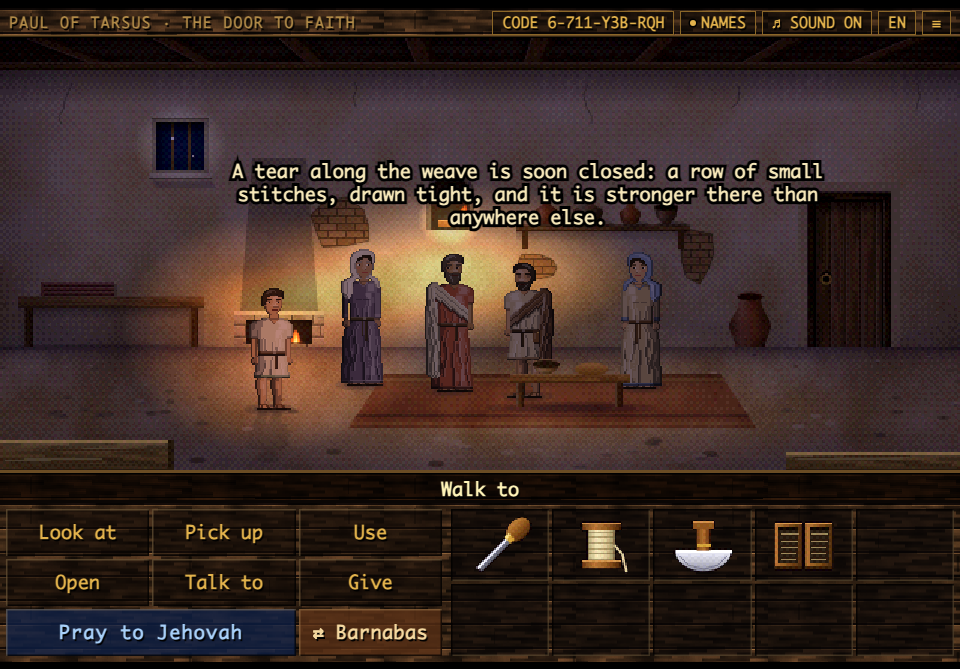 PAUL OF TARSUS · THE DOOR TO FAITH
CODE 6-711-Y3B-RQH
• NAMES
♬ SOUND ON
EN
≡
A tear along the weave is soon closed: a row of small
stitches, drawn tight, and it is stronger there than
anywhere else.
Walk to
Look at
Pick up
Use
Open
Talk to
Give
Pray to Jehovah
⇄ Barnabas